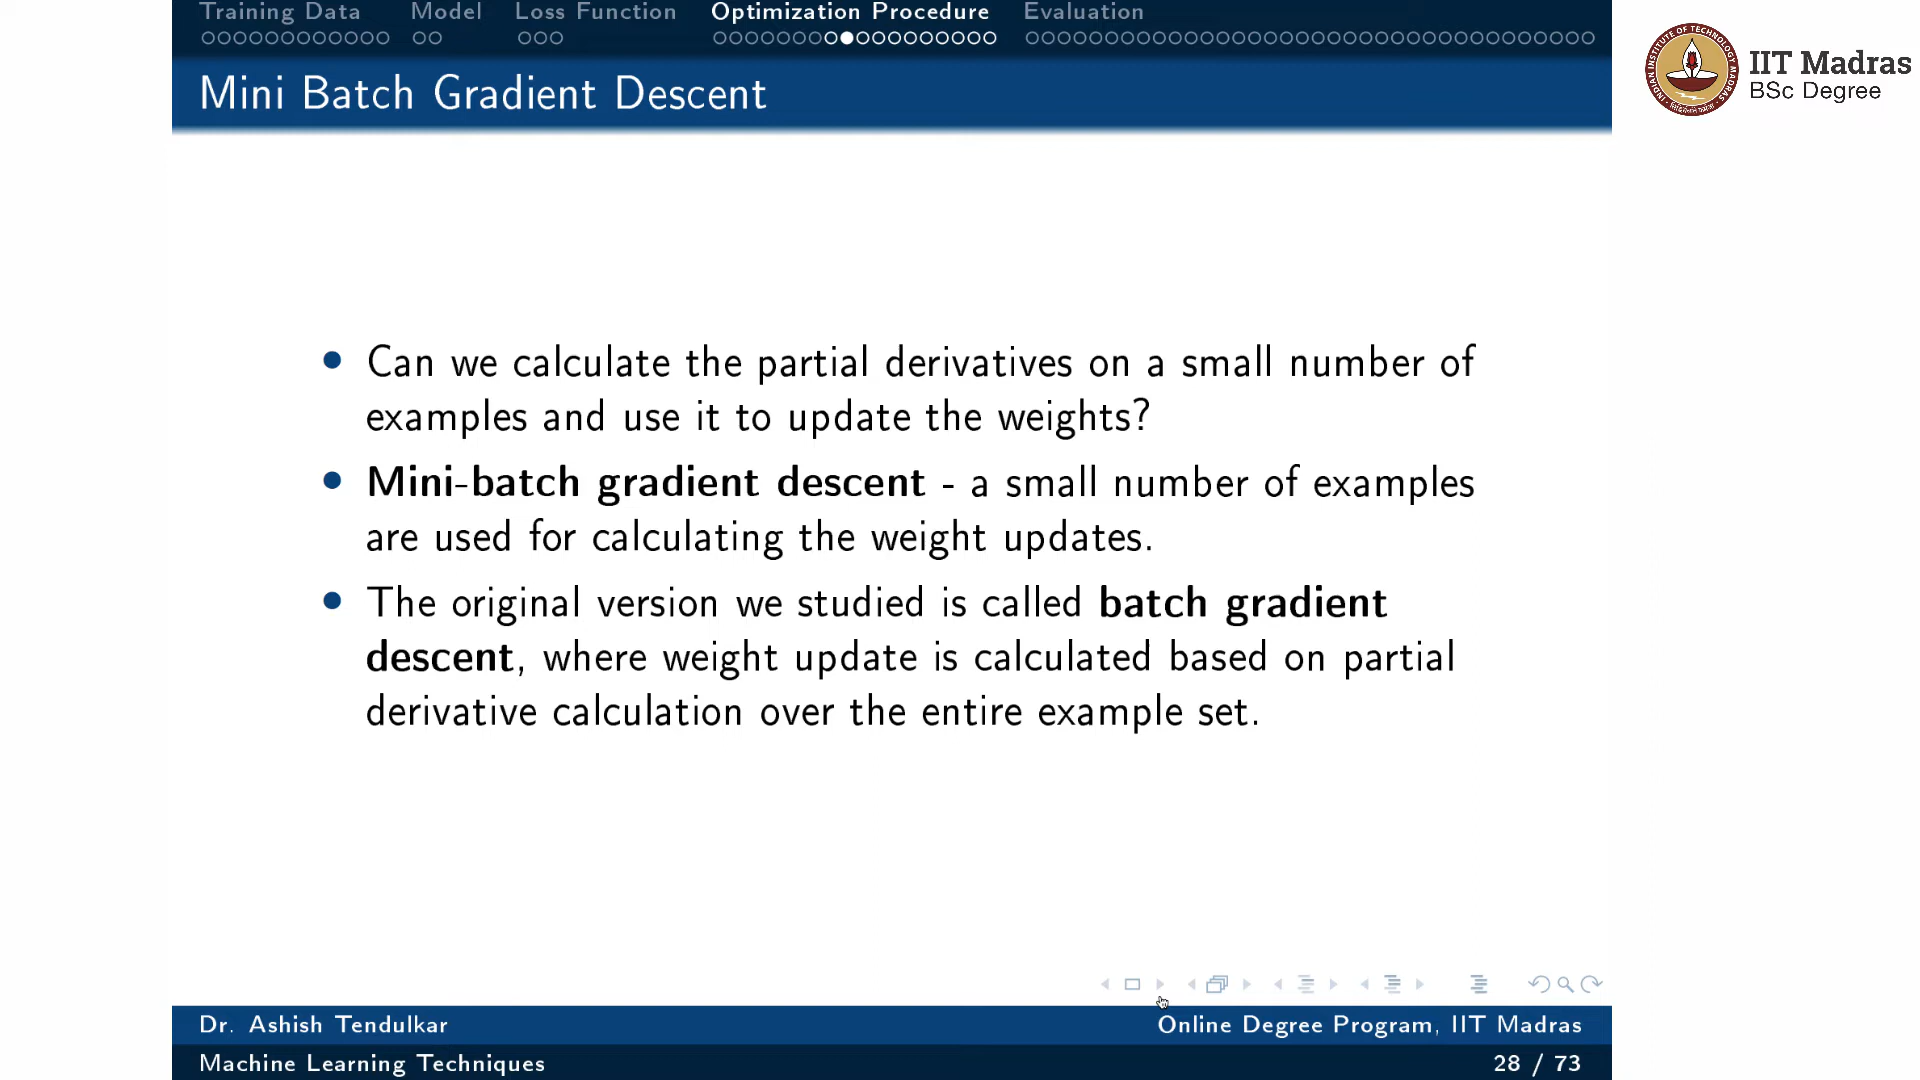 Training Data Model Loss Function Optimization Procedure Evaluation
IIT Madras
BSc Degree
Mini Batch Gradient Descent
Can we calculate the partial derivatives on a small number of
examples and use it to update the weights?
Mini-batch gradient descent - a small number of examples
are used for calculating the weight updates.
The original version we studied is called batch gradient
descent, where weight update is calculated based on partial
derivative calculation over the entire example set.
Dr. Ashish Tendulkar Online Degree Program, IIT Madras
Machine Learning Techniques 28 / 73